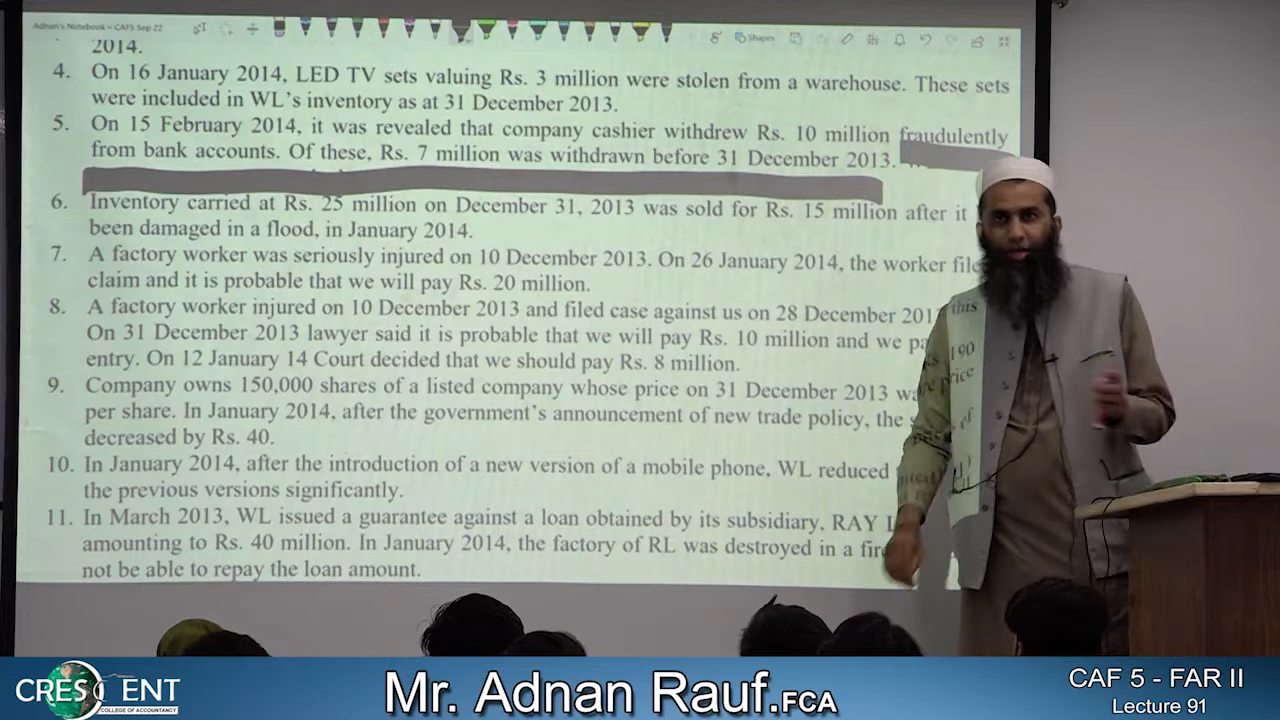 Adnan's Notebook - CAF5 Sep 22
Shapes
2014.
4. On 16 January 2014, LED TV sets valuing Rs. 3 million were stolen from a warehouse. These sets
were included in WL's inventory as at 31 December 2013.
5. On 15 February 2014, it was revealed that company cashier withdrew Rs. 10 million fraudulently
from bank accounts. Of these, Rs. 7 million was withdrawn before 31 December 2013.
6. Inventory carried at Rs. 25 million on December 31, 2013 was sold for Rs. 15 million after it
been damaged in a flood, in January 2014.
7. A factory worker was seriously injured on 10 December 2013. On 26 January 2014, the worker file
claim and it is probable that we will pay Rs. 20 million.
8. A factory worker injured on 10 December 2013 and filed case against us on 28 December 201 this
On 31 December 2013 lawyer said it is probable that we will pay Rs. 10 million and we pa
entry. On 12 January 14 Court decided that we should pay Rs. 8 million.
9. Company owns 150,000 shares of a listed company whose price on 31 December 2013 wa 190
per share. In January 2014, after the government's announcement of new trade policy, the s price
decreased by Rs. 40.
10. In January 2014, after the introduction of a new version of a mobile phone, WL reduced of
the previous versions significantly.
11. In March 2013, WL issued a guarantee against a loan obtained by its subsidiary, RAY L
amounting to Rs. 40 million. In January 2014, the factory of RL was destroyed in a fir
not be able to repay the loan amount.
CRESCENT
COLLEGE OF ACCOUNTANCY
Mr. Adnan Rauf.FCA
CAF 5 - FAR II
Lecture 91